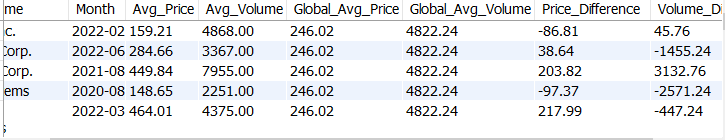 me Month Avg_Price Avg_Volume Global_Avg_Price Global_Avg_Volume Price_Difference Volume_Di
nc. 2022-02 159.21 4868.00 246.02 4822.24 -86.81 45.76
Corp. 2022-06 284.66 3367.00 246.02 4822.24 38.64 -1455.24
Corp. 2021-08 449.84 7955.00 246.02 4822.24 203.82 3132.76
ems 2020-08 148.65 2251.00 246.02 4822.24 -97.37 -2571.24
2022-03 464.01 4375.00 246.02 4822.24 217.99 -447.24